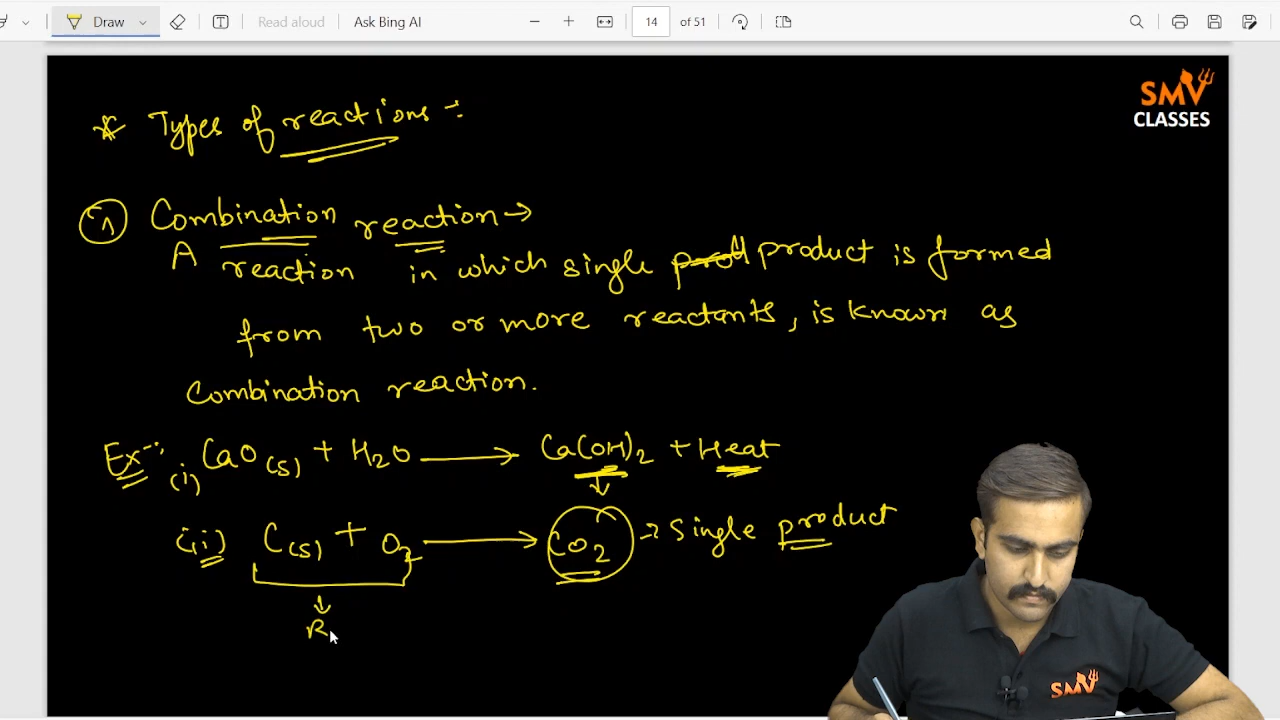 Draw
Read aloud
Ask Bing AI
14 of 51
SMV
CLASSES
Types of reactions :-
1 Combination reaction →
A reaction in which single product is formed
from two or more reactants, is known as
Combination reaction.
Ex-: (i) CaO(s) + H2O → Ca(OH)2 + Heat
(ii) C(s) + O2 → CO2 → Single product
R
SMV